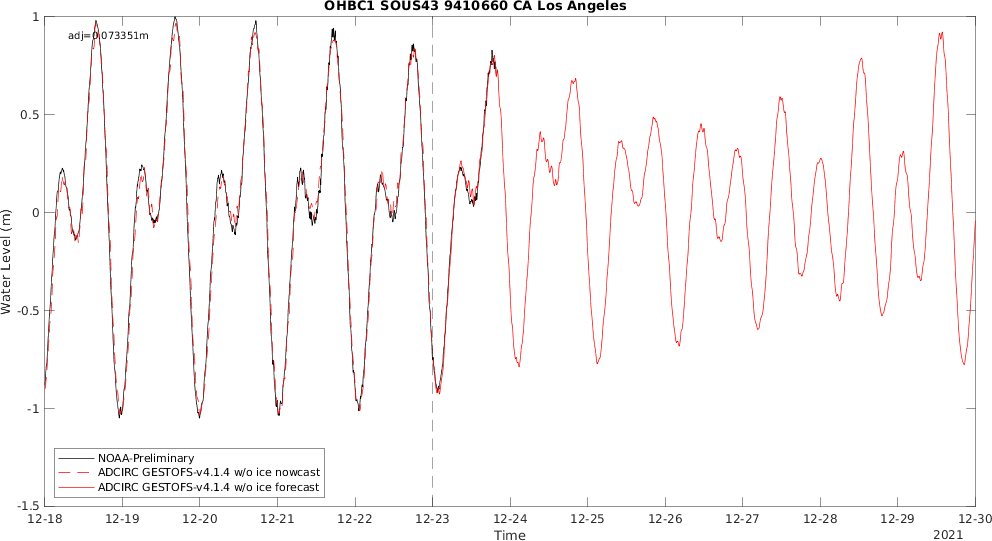 OHBC1 SOUS43 9410660 CA Los Angeles
adj=0.073351m
1
0.5
0
-0.5
-1
-1.5
Water Level (m)
NOAA-Preliminary
ADCIRC GESTOFS-v4.1.4 w/o ice nowcast
ADCIRC GESTOFS-v4.1.4 w/o ice forecast
12-18 12-19 12-20 12-21 12-22 12-23 12-24 12-25 12-26 12-27 12-28 12-29 12-30
Time
2021